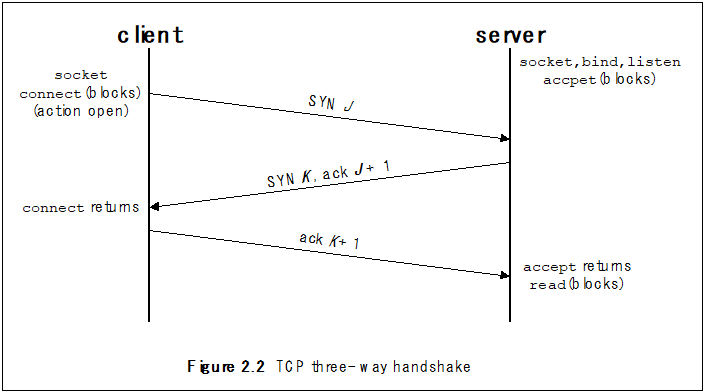 client
server
socket
connect(blocks)
(action open)
socket,bind,listen
accpet(blocks)
SYN J
SYN K, ack J+1
connect returns
ack K+1
accept returns
read(blocks)
Figure 2.2 TCP three-way handshake